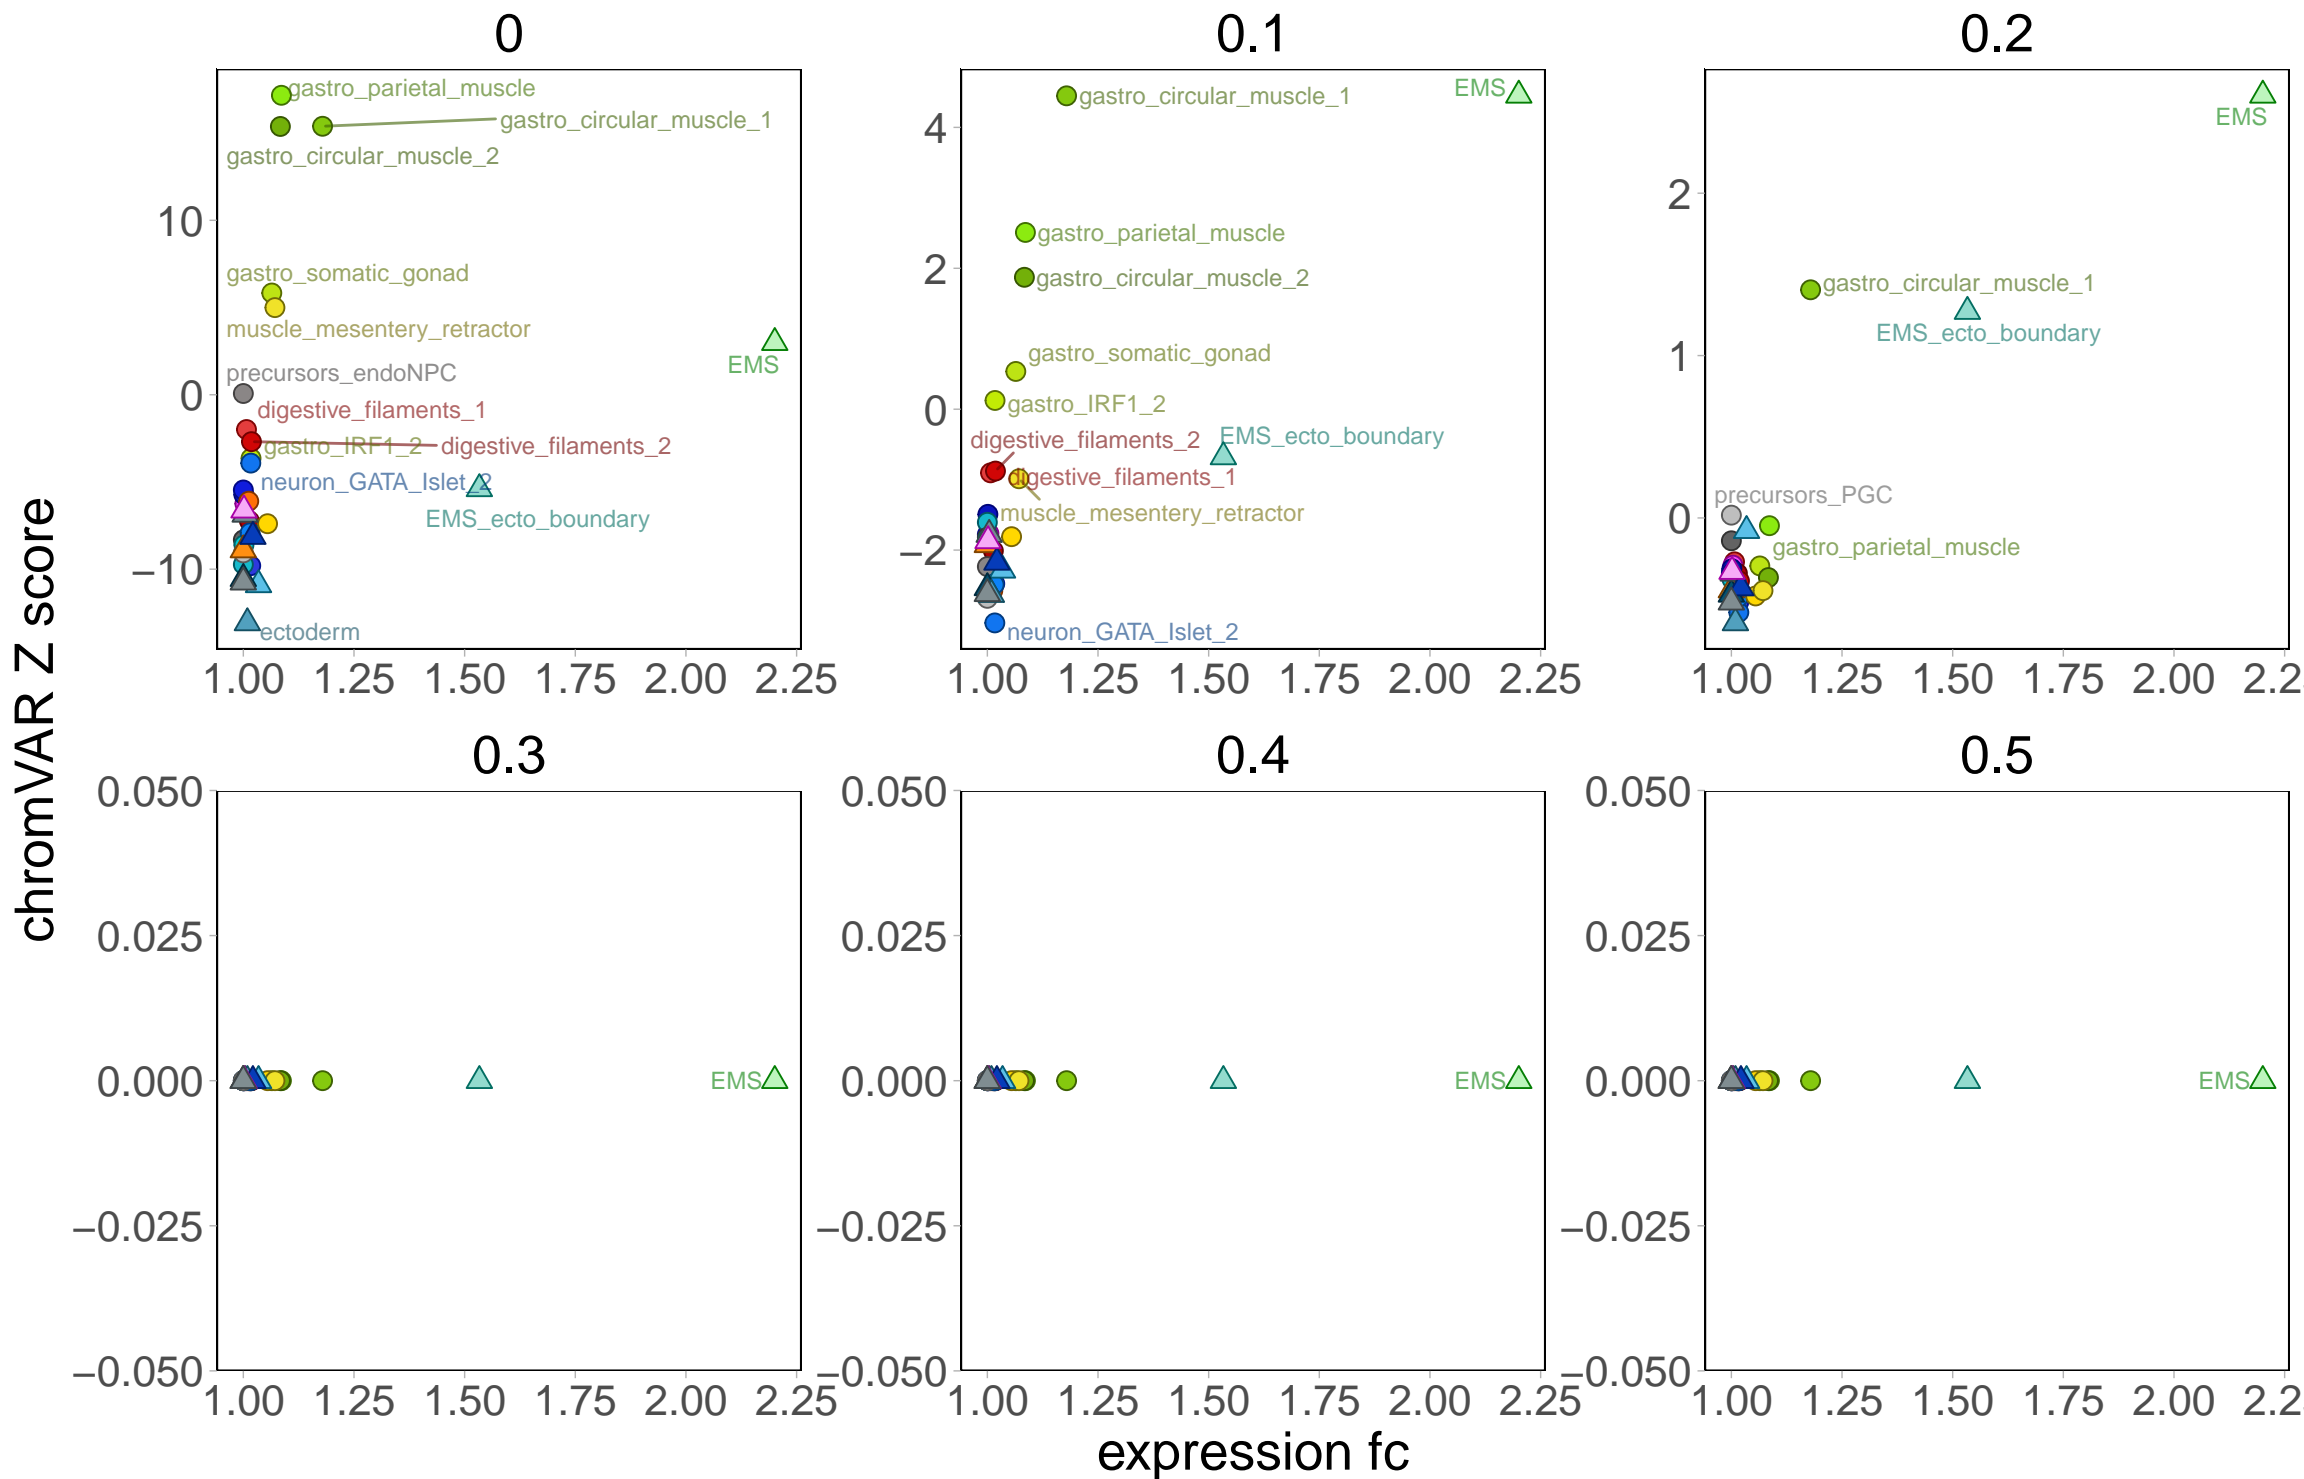 0
0.1
0.2
gastro_parietal_muscle
gastro_circular_muscle_1
gastro_circular_muscle_2
10
gastro_somatic_gonad
muscle_mesentery_retractor
EMS
precursors_endoNPC
0
digestive_filaments_1
gastro_IRF1_2
digestive_filaments_2
neuron_GATA_Islet_2
EMS_ecto_boundary
−10
ectoderm
1.00 1.25 1.50 1.75 2.00 2.25
EMS
gastro_circular_muscle_1
4
gastro_parietal_muscle
2
gastro_circular_muscle_2
gastro_somatic_gonad
0
gastro_IRF1_2
digestive_filaments_2
EMS_ecto_boundary
digestive_filaments_1
muscle_mesentery_retractor
−2
neuron_GATA_Islet_2
1.00 1.25 1.50 1.75 2.00 2.25
EMS
2
gastro_circular_muscle_1
EMS_ecto_boundary
1
precursors_PGC
0
gastro_parietal_muscle
1.00 1.25 1.50 1.75 2.00 2.2
chromVAR Z score
0.3
0.4
0.5
0.050
0.025
0.000
−0.025
−0.050
EMS
1.00 1.25 1.50 1.75 2.00 2.25
0.050
0.025
0.000
−0.025
−0.050
EMS
1.00 1.25 1.50 1.75 2.00 2.25
0.050
0.025
0.000
−0.025
−0.050
EMS
1.00 1.25 1.50 1.75 2.00 2.2
expression fc